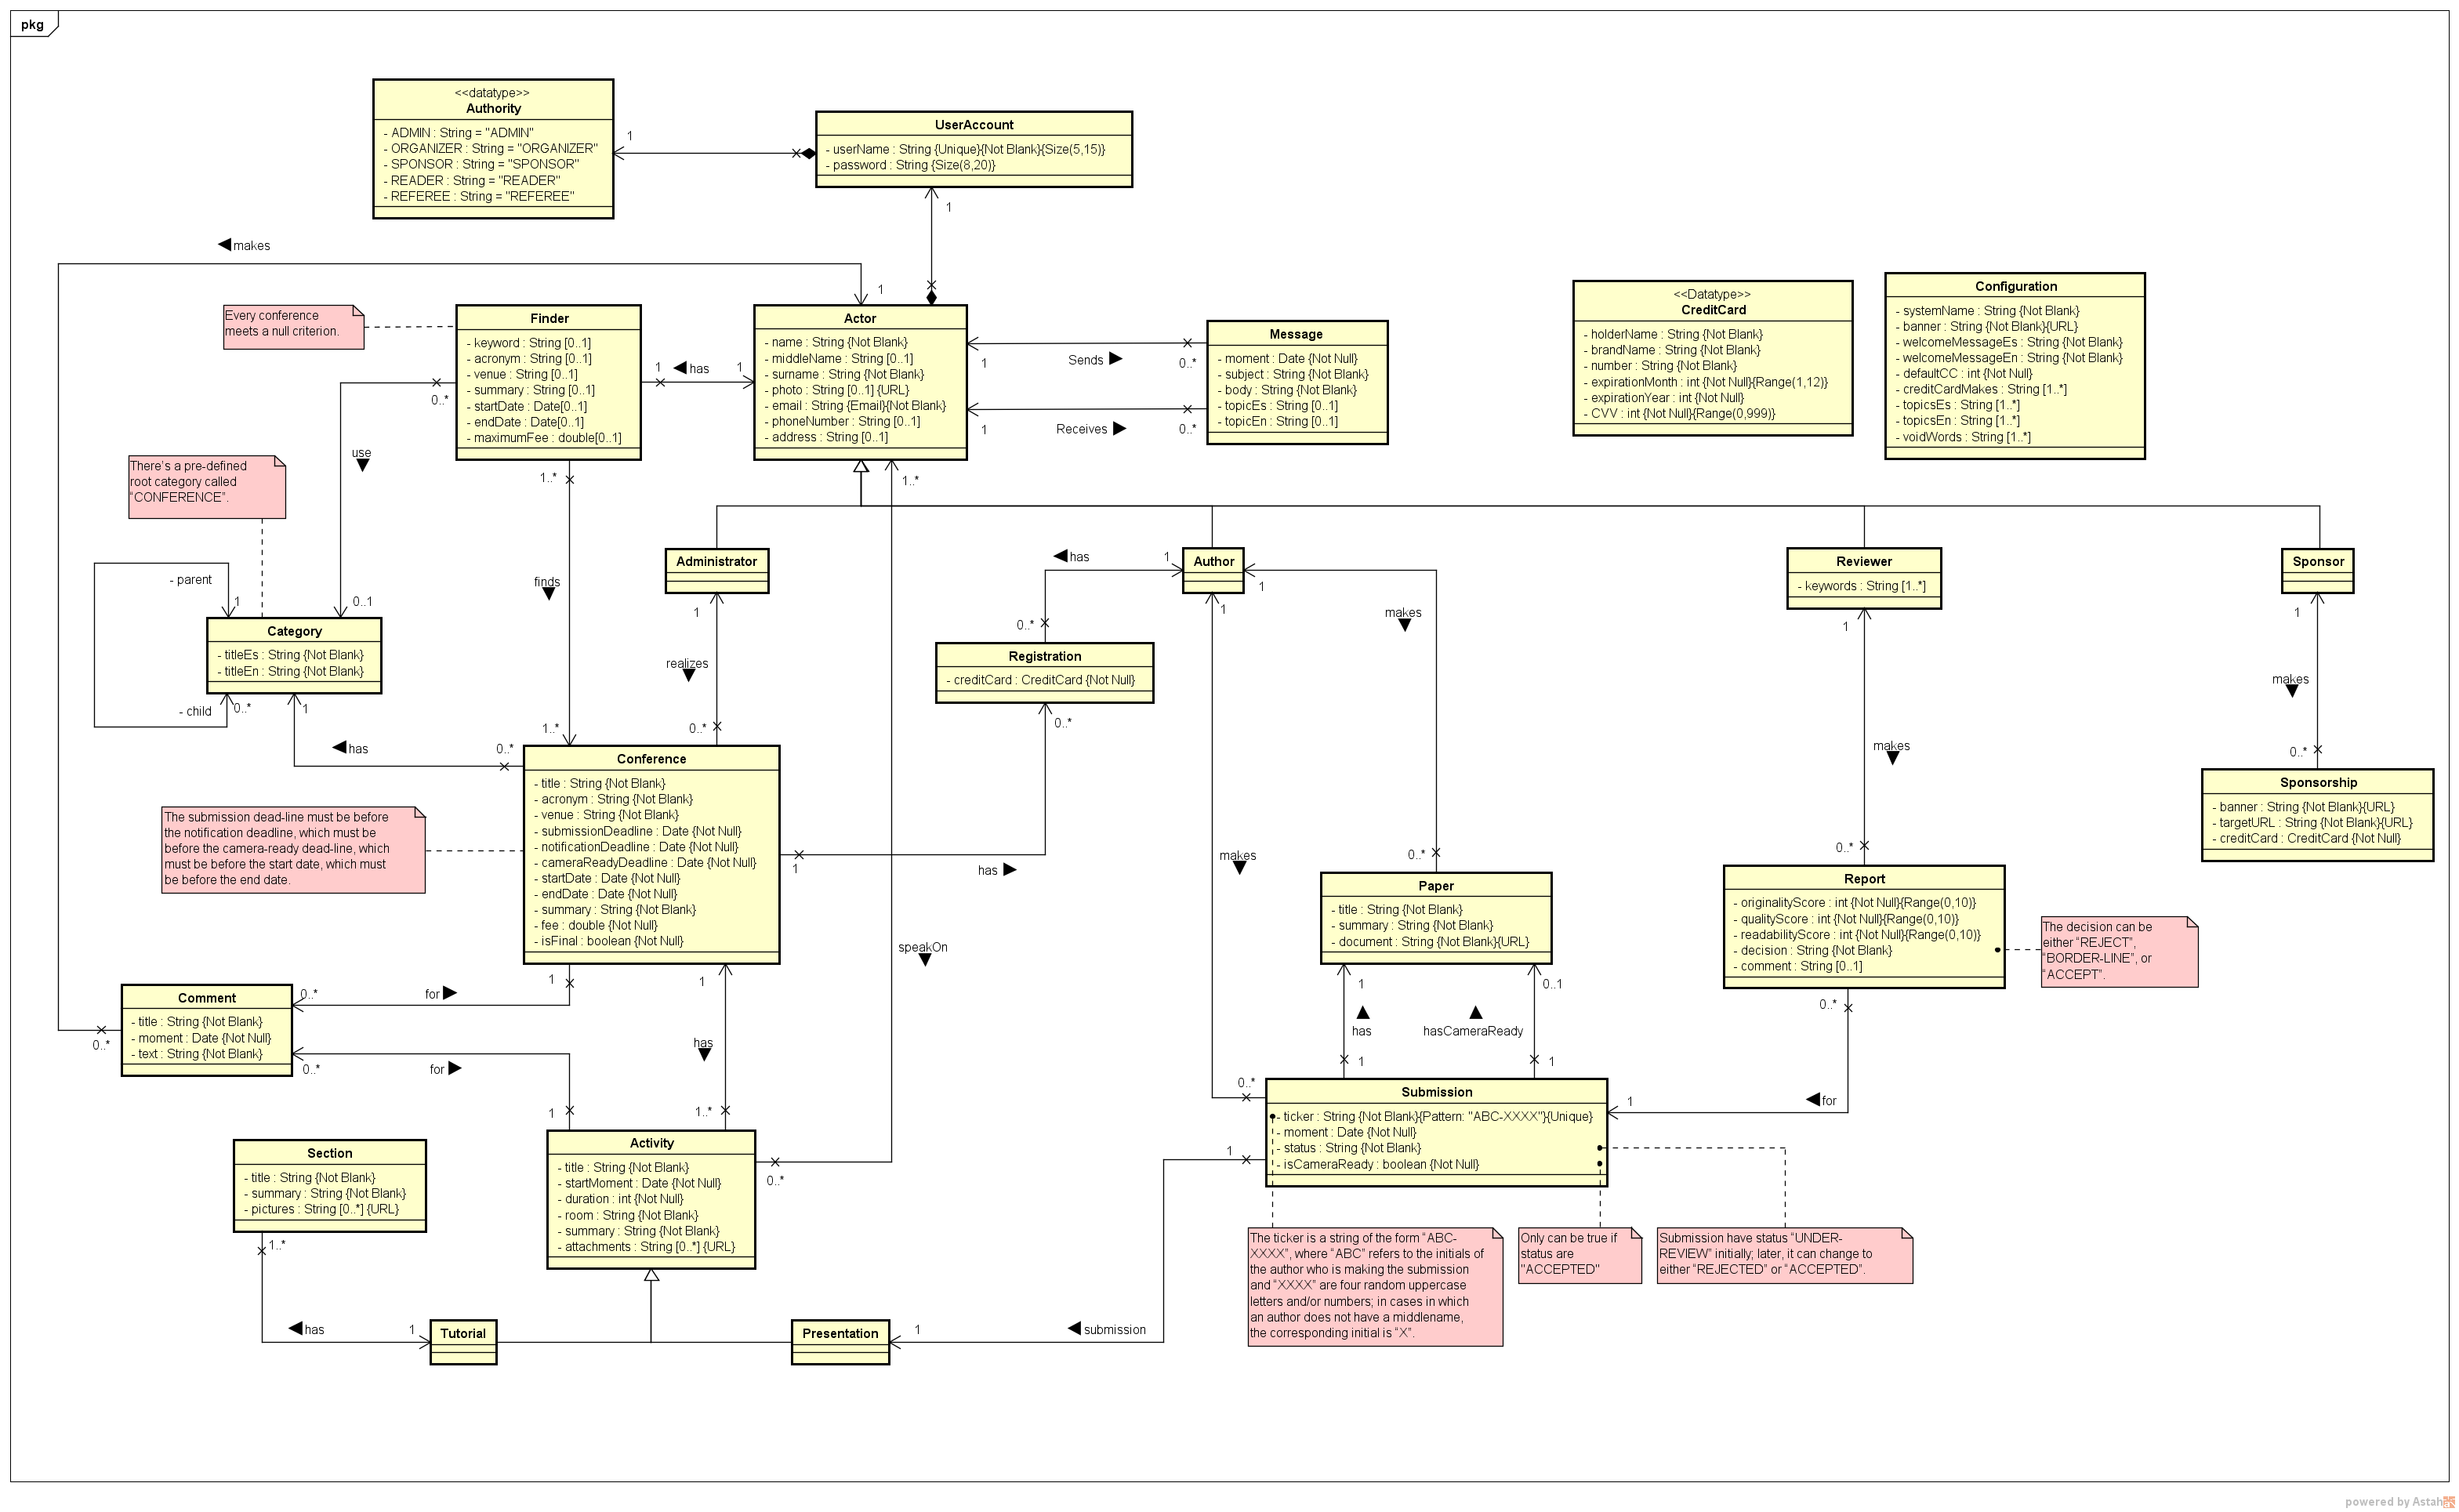 pkg
<<datatype>>
Authority
- ADMIN : String = "ADMIN"
- ORGANIZER : String = "ORGANIZER"
- SPONSOR : String = "SPONSOR"
- READER : String = "READER"
- REFEREE : String = "REFEREE"
1
UserAccount
- userName : String {Unique}{Not Blank}{Size(5,15)}
- password : String {Size(8,20)}
1
makes
1
Every conference
meets a null criterion.
Finder
- keyword : String [0..1]
- acronym : String [0..1]
- venue : String [0..1]
- summary : String [0..1]
- startDate : Date[0..1]
- endDate : Date[0..1]
- maximumFee : double[0..1]
0..*
1
has
1
Actor
- name : String {Not Blank}
- middleName : String [0..1]
- surname : String {Not Blank}
- photo : String [0..1] {URL}
- email : String {Email}{Not Blank}
- phoneNumber : String [0..1]
- address : String [0..1]
1
Sends
0..*
1
Receives
0..*
Message
- moment : Date {Not Null}
- subject : String {Not Blank}
- body : String {Not Blank}
- topicEs : String [0..1]
- topicEn : String [0..1]
<<Datatype>>
CreditCard
- holderName : String {Not Blank}
- brandName : String {Not Blank}
- number : String {Not Blank}
- expirationMonth : int {Not Null}{Range(1,12)}
- expirationYear : int {Not Null}
- CVV : int {Not Null}{Range(0,999)}
Configuration
- systemName : String {Not Blank}
- banner : String {Not Blank}{URL}
- welcomeMessageEs : String {Not Blank}
- welcomeMessageEn : String {Not Blank}
- defaultCC : int {Not Null}
- creditCardMakes : String [1..*]
- topicsEs : String [1..*]
- topicsEn : String [1..*]
- voidWords : String [1..*]
use
There's a pre-defined
root category called
“CONFERENCE”.
1..*
1..*
- parent
1
0..1
finds
Category
- titleEs : String {Not Blank}
- titleEn : String {Not Blank}
- child
0..*
1
has
0..*
1..*
Administrator
1
realizes
0..*
has
1
Author
1
1
0..*
Registration
- creditCard : CreditCard {Not Null}
0..*
makes
Reviewer
- keywords : String [1..*]
1
makes
0..*
Sponsor
1
makes
0..*
Sponsorship
- banner : String {Not Blank}{URL}
- targetURL : String {Not Blank}{URL}
- creditCard : CreditCard {Not Null}
Conference
- title : String {Not Blank}
- acronym : String {Not Blank}
- venue : String {Not Blank}
- submissionDeadline : Date {Not Null}
- notificationDeadline : Date {Not Null}
- cameraReadyDeadline : Date {Not Null}
- startDate : Date {Not Null}
- endDate : Date {Not Null}
- summary : String {Not Blank}
- fee : double {Not Null}
- isFinal : boolean {Not Null}
The submission dead-line must be before
the notification deadline, which must be
before the camera-ready dead-line, which
must be before the start date, which must
be before the end date.
1
has
makes
0..*
Paper
- title : String {Not Blank}
- summary : String {Not Blank}
- document : String {Not Blank}{URL}
Report
- originalityScore : int {Not Null}{Range(0,10)}
- qualityScore : int {Not Null}{Range(0,10)}
- readabilityScore : int {Not Null}{Range(0,10)}
- decision : String {Not Blank}
- comment : String [0..1]
The decision can be
either “REJECT”,
“BORDER-LINE”, or
“ACCEPT”.
speakOn
Comment
- title : String {Not Blank}
- moment : Date {Not Null}
- text : String {Not Blank}
0..*
0..*
for
1
0..*
for
1
1
has
1..*
1
has
1
0..1
hasCameraReady
1
0..*
for
1
Section
- title : String {Not Blank}
- summary : String {Not Blank}
- pictures : String [0..*] {URL}
1..*
Activity
- title : String {Not Blank}
- startMoment : Date {Not Null}
- duration : int {Not Null}
- room : String {Not Blank}
- summary : String {Not Blank}
- attachments : String [0..*] {URL}
0..*
0..*
1
Submission
- ticker : String {Not Blank}{Pattern: "ABC-XXXX"}{Unique}
- moment : Date {Not Null}
- status : String {Not Blank}
- isCameraReady : boolean {Not Null}
The ticker is a string of the form “ABC-
XXXX”, where “ABC” refers to the initials of
the author who is making the submission
and “XXXX” are four random uppercase
letters and/or numbers; in cases in which
an author does not have a middlename,
the corresponding initial is “X”.
Only can be true if
status are
"ACCEPTED"
Submission have status “UNDER-
REVIEW” initially; later, it can change to
either “REJECTED” or “ACCEPTED”.
has
1
Tutorial
Presentation
1
submission
powered by Astah